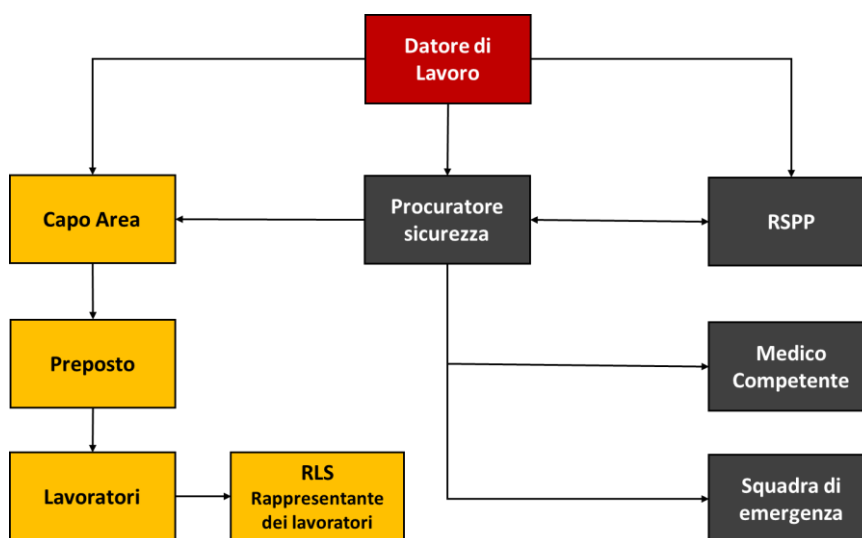 Datore di
Lavoro
Capo Area
Procuratore
sicurezza
RSPP
Preposto
Medico
Competente
Lavoratori
RLS
Rappresentante
dei lavoratori
Squadra di
emergenza